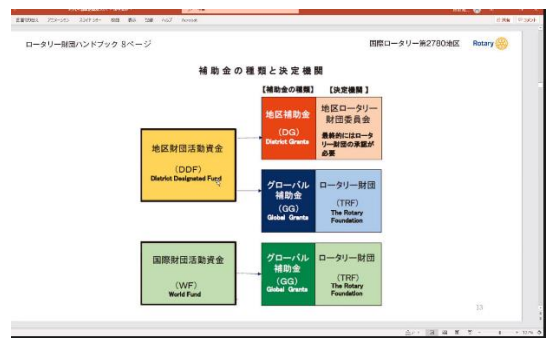 ロータリー財団ハンドブック 8ページ
国際ロータリー第2780地区
Rotary
補助金の種類と決定機関
【補助金の種類】
【決定機関】
地区財団活動資金
(DDF)
District Designated Fund
地区補助金
(DG)
District Grants
地区ロータリー
財団委員会
最終的にはロータ
リー財団の承認が
必要
グローバル
補助金
(GG)
Global Grants
ロータリー財団
(TRF)
The Rotary
Foundation
国際財団活動資金
(WF)
World Fund
グローバル
補助金
(GG)
Global Grants
ロータリー財団
(TRF)
The Rotary
Foundation
13